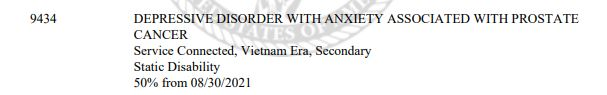 9434 DEPRESSIVE DISORDER WITH ANXIETY ASSOCIATED WITH PROSTATE
CANCER
Service Connected, Vietnam Era, Secondary
Static Disability
50% from 08/30/2021